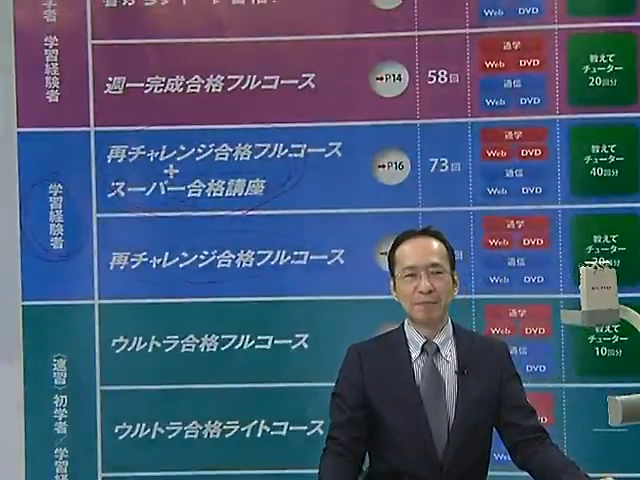 学習経験者
Web DVD
週一完成合格フルコース
→P14
58回
通学
Web DVD
通信
Web DVD
教えて
チューター
20回分
学習経験者
再チャレンジ合格フルコース
+
スーパー合格講座
→P16
73回
通学
Web DVD
通信
Web DVD
教えて
チューター
40回分
再チャレンジ合格フルコース
回
通学
Web DVD
通信
Web DVD
教えて
チューター
20回分
〈速習〉初学者/学習経
ウルトラ合格フルコース
通学
Web DVD
通信
DVD
教えて
チューター
10回分
ウルトラ合格ライトコース